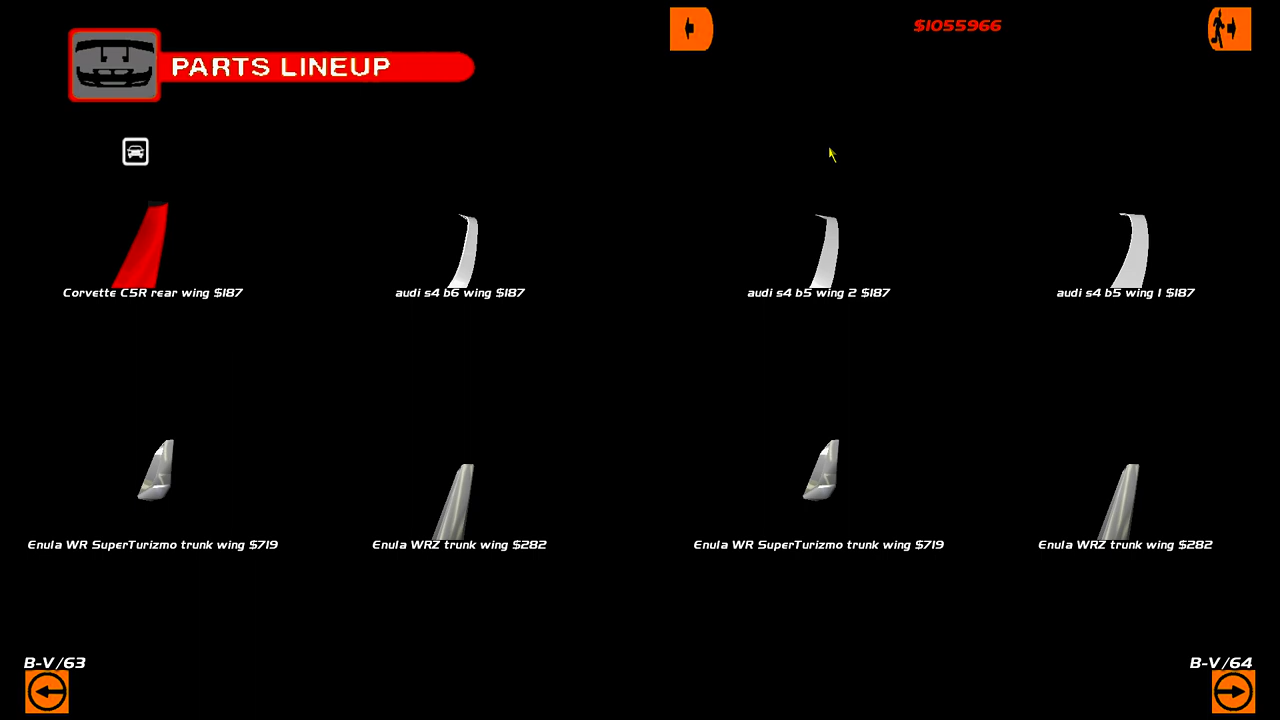 $1055966
PARTS LINEUP
Corvette C5R rear wing $187
audi s4 b6 wing $187
audi s4 b5 wing 2 $187
audi s4 b5 wing 1 $187
Enula WR SuperTurizmo trunk wing $719
Enula WRZ trunk wing $282
Enula WR SuperTurizmo trunk wing $719
Enula WRZ trunk wing $282
B-V/63
B-V/64